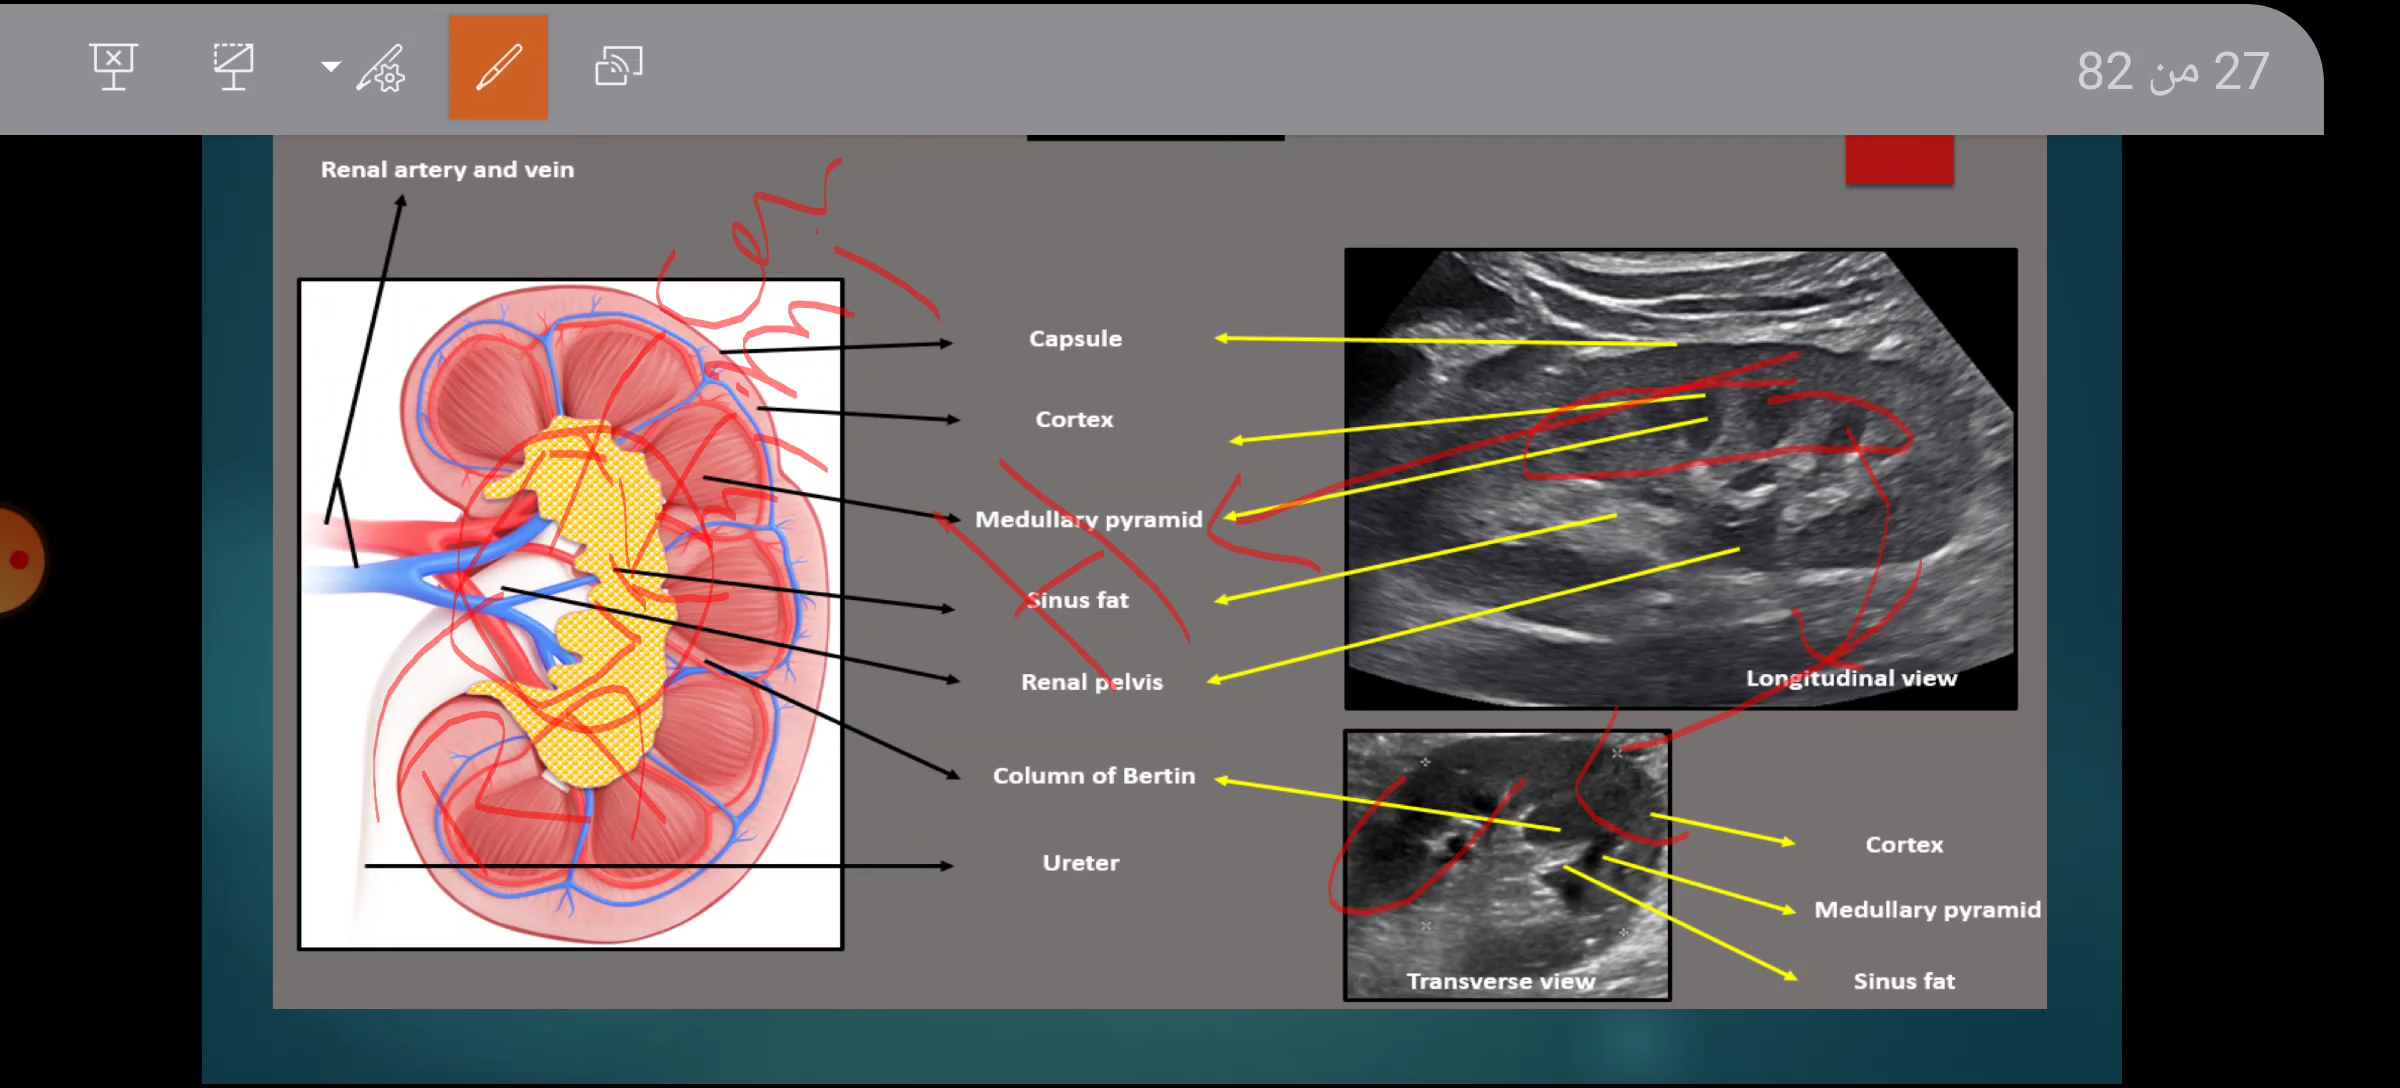 27 من 82
Renal artery and vein
Capsule
Cortex
Medullary pyramid
Sinus fat
Renal pelvis
Column of Bertin
Ureter
Longitudinal view
Cortex
Medullary pyramid
Sinus fat
Transverse view